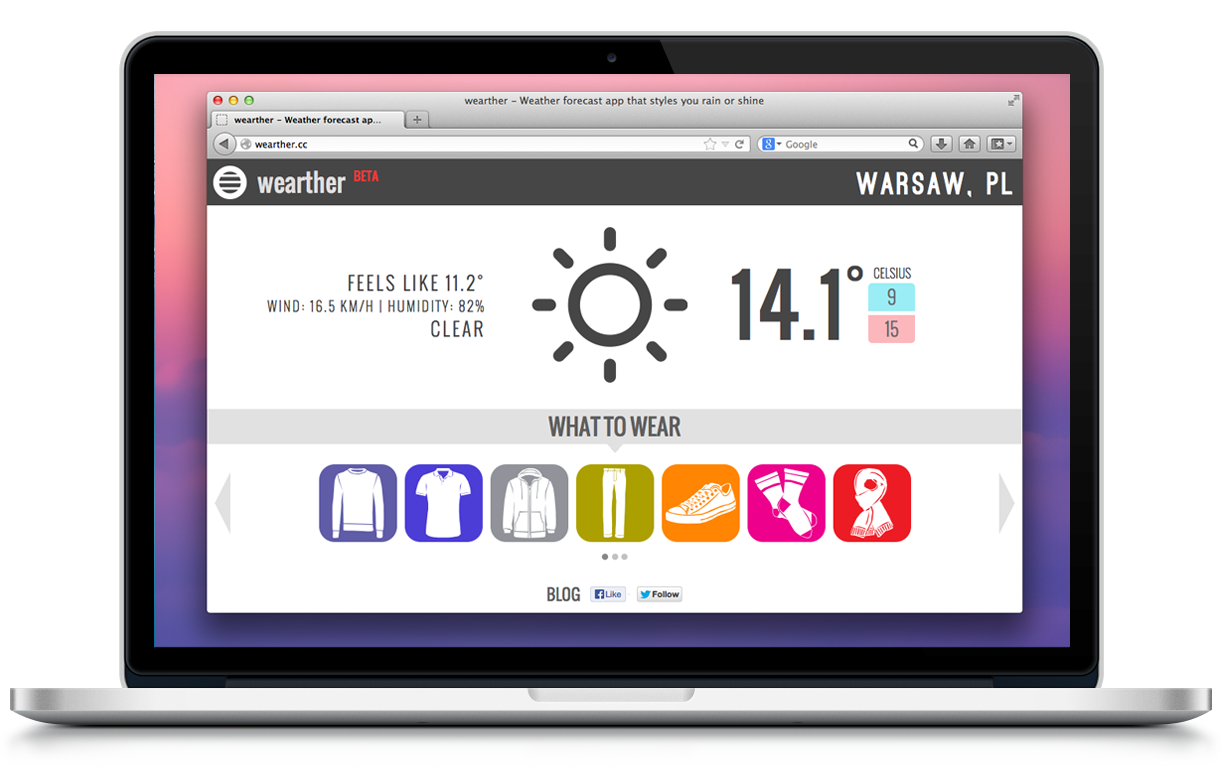 wearther – Weather forecast app that styles you rain or shine
wearther – Weather forecast ap...
wearther.cc
Google
wearther BETA
WARSAW, PL
FEELS LIKE 11.2°
WIND: 16.5 KM/H | HUMIDITY: 82%
CLEAR
14.1°
CELSIUS
9
15
WHAT TO WEAR
BLOG
Like
Follow